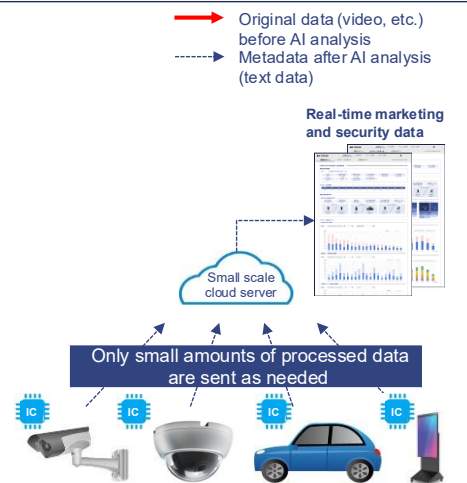 Original data (video, etc.)
before AI analysis
Metadata after AI analysis
(text data)
Real-time marketing
and security data
Small scale
cloud server
Only small amounts of processed data
are sent as needed
IC
IC
IC
IC